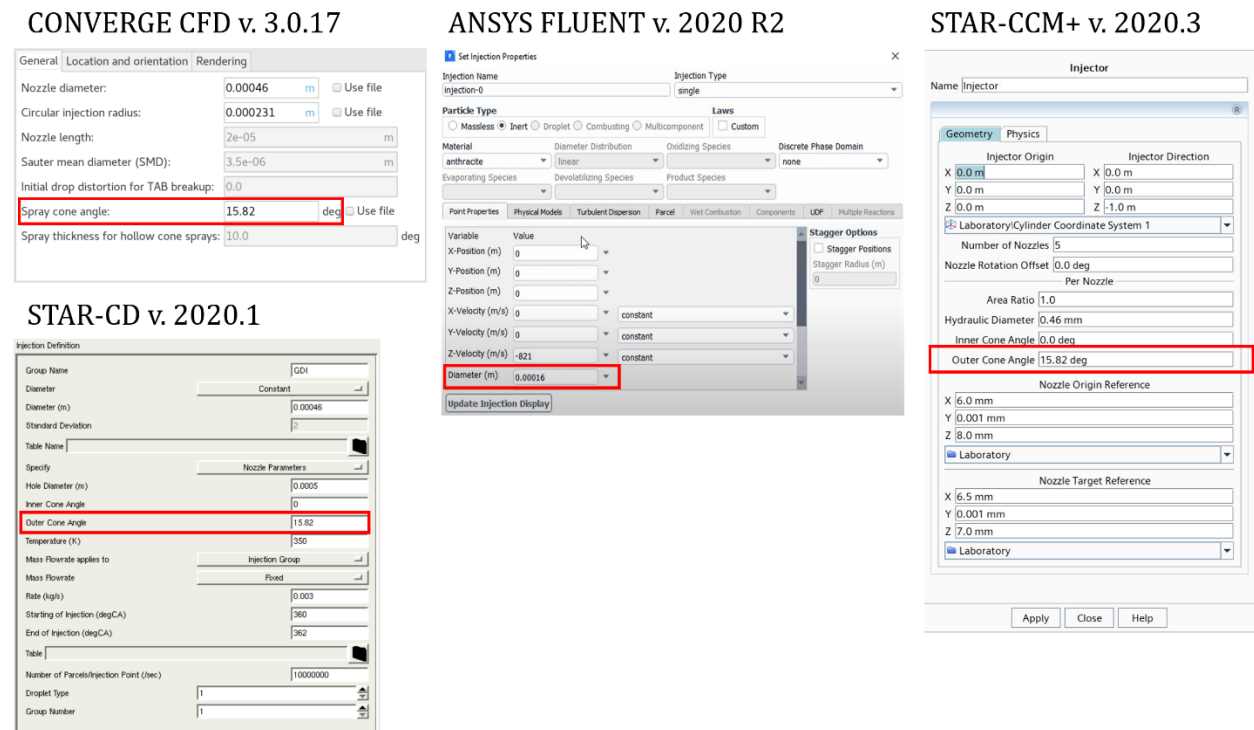 CONVERGE CFD v. 3.0.17
General Location and orientation Rendering
Nozzle diameter: 0.00046 m Use file
Circular injection radius: 0.000231 m Use file
Nozzle length: 2e-05 m
Sauter mean diameter (SMD): 3.5e-06 m
Initial drop distortion for TAB breakup: 0.0
Spray cone angle: 15.82 deg Use file
Spray thickness for hollow cone sprays: 10.0 deg
STAR-CD v. 2020.1
Injection Definition
Group Name GDI
Diameter Constant
Diameter (m) 0.00046
Standard Deviation 2
Table Name
Specify Nozzle Parameters
Hole Diameter (m) 0.0005
Inner Cone Angle 0
Outer Cone Angle 15.82
Temperature (K) 350
Mass Flowrate applies to Injection Group
Mass Flowrate Fixed
Rate (kg/s) 0.003
Starting of Injection (degCA) 360
End of Injection (degCA) 362
Table
Number of Parcels/Injection Point (/sec) 10000000
Droplet Type 1
Group Number 1
ANSYS FLUENT v. 2020 R2
Set Injection Properties
Injection Name Injection Type
injection-0 single
Particle Type Laws
Massless Inert Droplet Combusting Multicomponent Custom
Material Diameter Distribution Oxidizing Species Discrete Phase Domain
anthracite linear none
Evaporating Species Devolatilizing Species Product Species
Point Properties Physical Models Turbulent Dispersion Parcel Wet Combustion Components UDF Multiple Reactions
Variable Value Stagger Options
X-Position (m) 0 Stagger Positions
Y-Position (m) 0 Stagger Radius (m)
Z-Position (m) 0 0
X-Velocity (m/s) 0 constant
Y-Velocity (m/s) 0 constant
Z-Velocity (m/s) -821 constant
Diameter (m) 0.00016
Update Injection Display
STAR-CCM+ v. 2020.3
Injector
Name Injector
Geometry Physics
Injector Origin Injector Direction
X 0.0 m X 0.0 m
Y 0.0 m Y 0.0 m
Z 0.0 m Z -1.0 m
Laboratory\Cylinder Coordinate System 1
Number of Nozzles 5
Nozzle Rotation Offset 0.0 deg
Per Nozzle
Area Ratio 1.0
Hydraulic Diameter 0.46 mm
Inner Cone Angle 0.0 deg
Outer Cone Angle 15.82 deg
Nozzle Origin Reference
X 6.0 mm
Y 0.001 mm
Z 8.0 mm
Laboratory
Nozzle Target Reference
X 6.5 mm
Y 0.001 mm
Z 7.0 mm
Laboratory
Apply Close Help